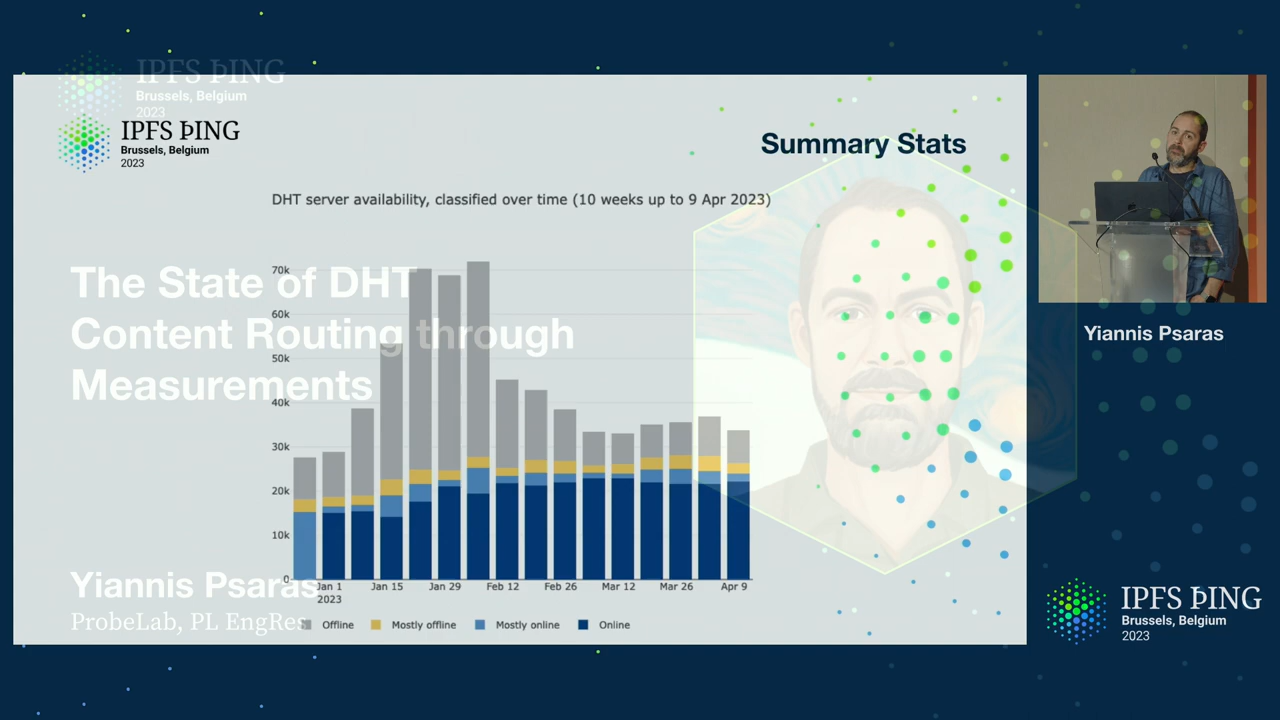 IPFS ÞING
Brussels, Belgium
2023
IPFS ÞING
Brussels, Belgium
2023
Summary Stats
DHT server availability, classified over time (10 weeks up to 9 Apr 2023)
The State of DHT
Content Routing through
Measurements
70k
60k
50k
40k
30k
20k
10k
0
Jan 1 Jan 15 Jan 29 Feb 12 Feb 26 Mar 12 Mar 26 Apr 9
2023
Offline Mostly offline Mostly online Online
Yiannis Psaras
ProbeLab, PL EngRes
Yiannis Psaras
IPFS ÞING
Brussels, Belgium
2023